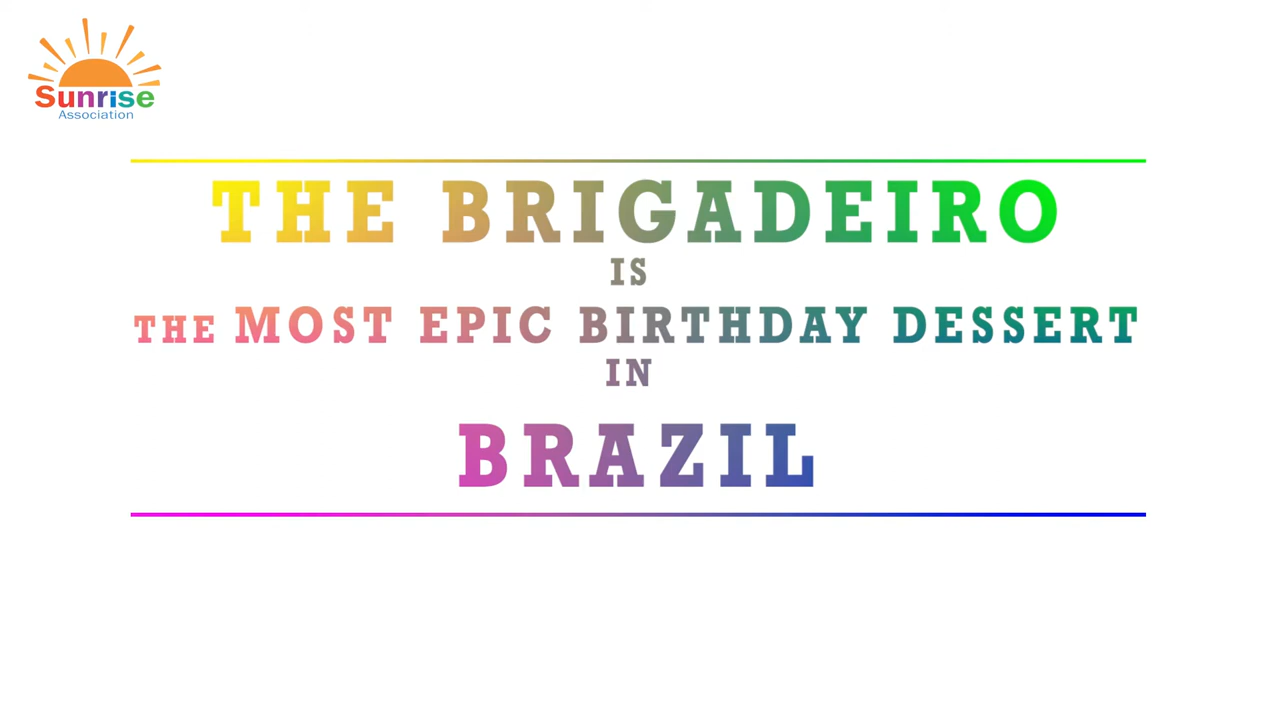 Sunrise
Association
THE BRIGADEIRO
IS
THE MOST EPIC BIRTHDAY DESSERT
IN
BRAZIL